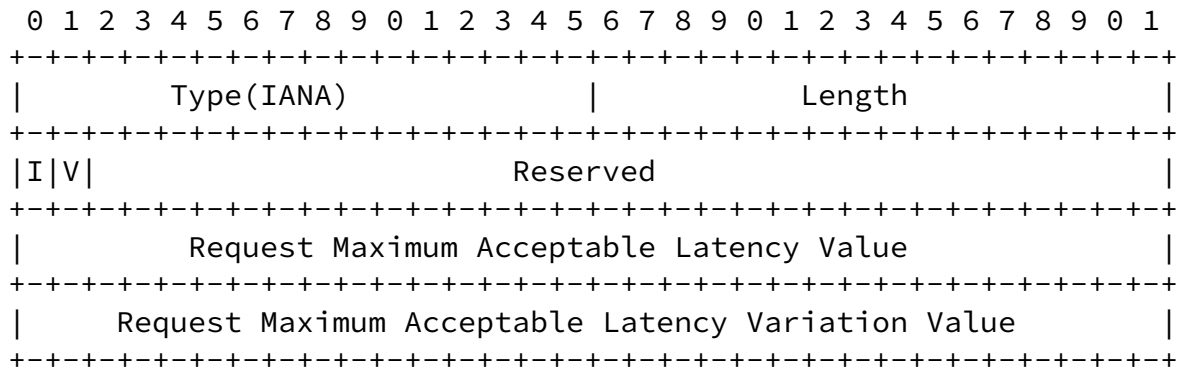 0 1 2 3 4 5 6 7 8 9 0 1 2 3 4 5 6 7 8 9 0 1 2 3 4 5 6 7 8 9 0 1
+-+-+-+-+-+-+-+-+-+-+-+-+-+-+-+-+-+-+-+-+-+-+-+-+-+-+-+-+-+-+-+-+
|        Type(IANA)             |           Length              |
+-+-+-+-+-+-+-+-+-+-+-+-+-+-+-+-+-+-+-+-+-+-+-+-+-+-+-+-+-+-+-+-+
|I|V|                       Reserved                            |
+-+-+-+-+-+-+-+-+-+-+-+-+-+-+-+-+-+-+-+-+-+-+-+-+-+-+-+-+-+-+-+-+
|         Request Maximum Acceptable Latency Value              |
+-+-+-+-+-+-+-+-+-+-+-+-+-+-+-+-+-+-+-+-+-+-+-+-+-+-+-+-+-+-+-+-+
|     Request Maximum Acceptable Latency Variation Value        |
+-+-+-+-+-+-+-+-+-+-+-+-+-+-+-+-+-+-+-+-+-+-+-+-+-+-+-+-+-+-+-+-+